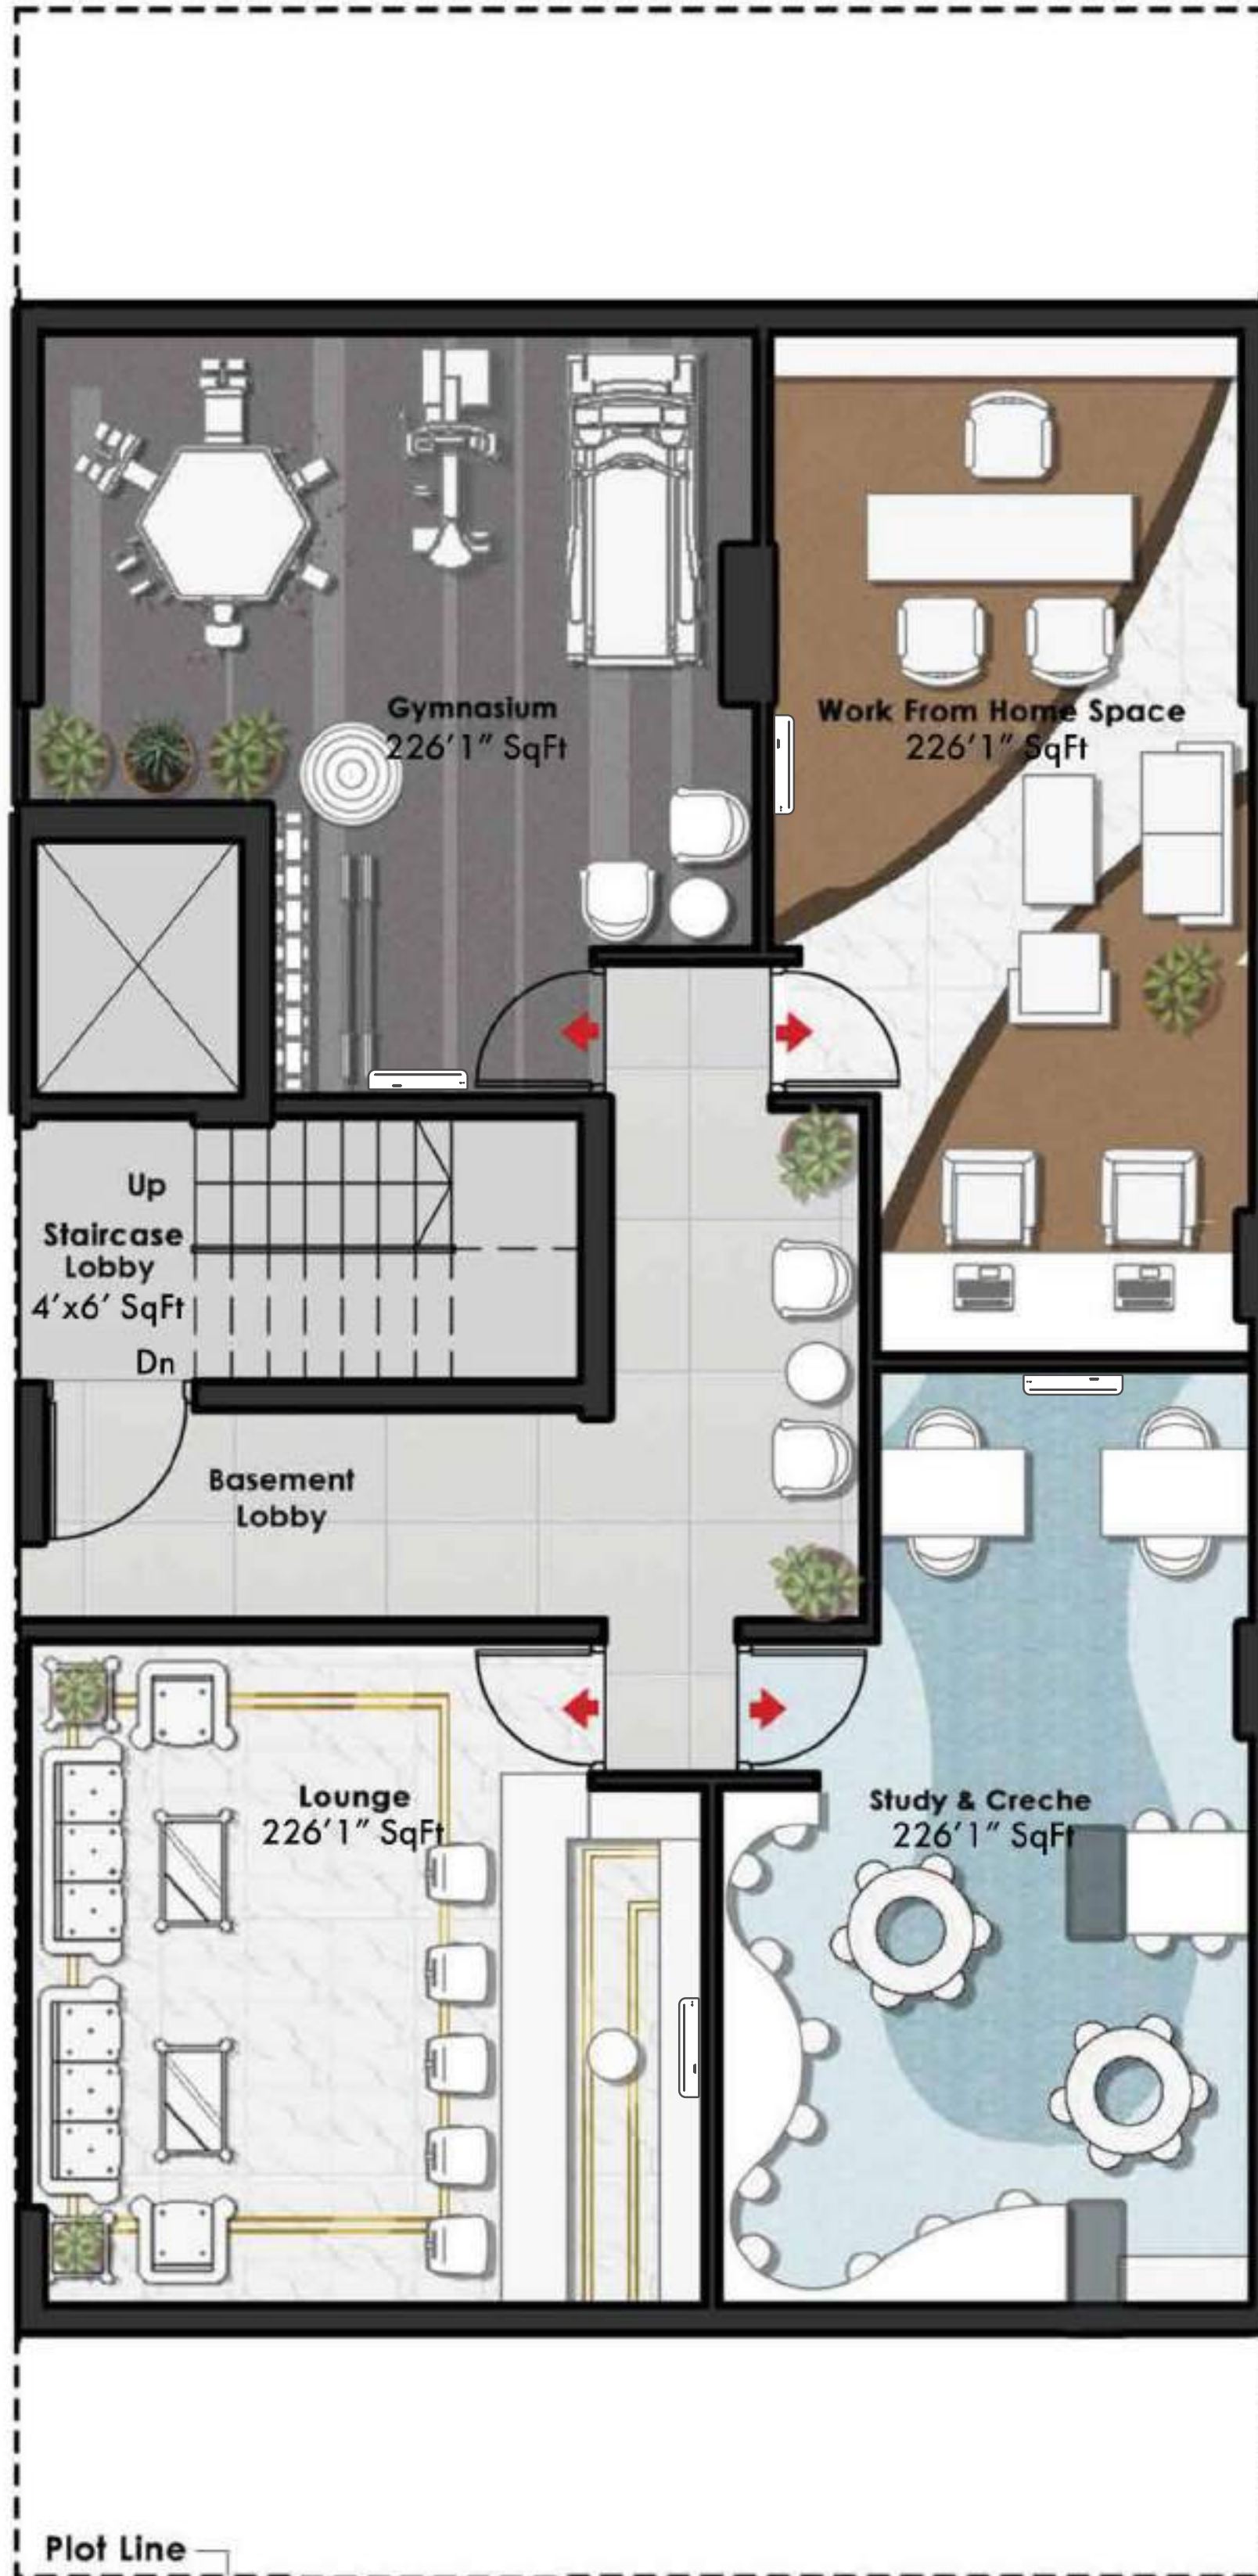 Gymnasium
226'1" SqFt
Work From Home Space
226'1" SqFt
Up
Staircase
Lobby
4'x6' SqFt
Dn
Basement
Lobby
Lounge
226'1" SqFt
Study & Creche
226'1" SqFt
Plot Line